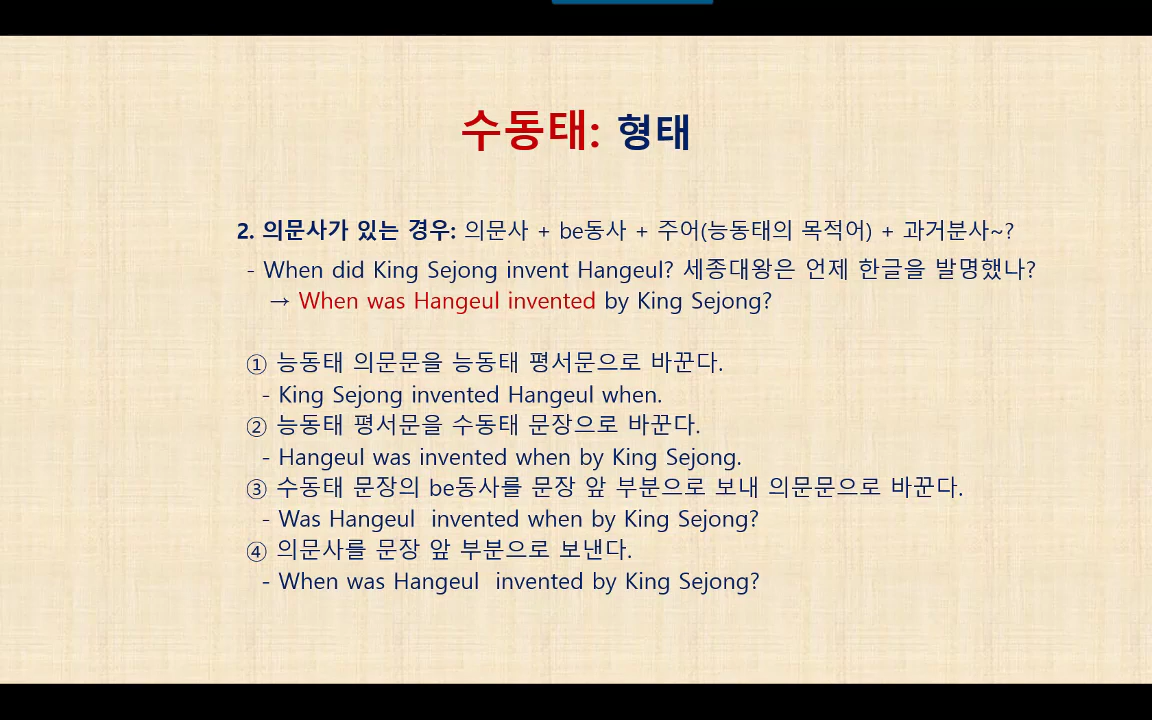 수동태: 형태
2. 의문사가 있는 경우: 의문사 + be동사 + 주어(능동태의 목적어) + 과거분사~?
- When did King Sejong invent Hangeul? 세종대왕은 언제 한글을 발명했나?
→ When was Hangeul invented by King Sejong?
① 능동태 의문문을 능동태 평서문으로 바꾼다.
- King Sejong invented Hangeul when.
② 능동태 평서문을 수동태 문장으로 바꾼다.
- Hangeul was invented when by King Sejong.
③ 수동태 문장의 be동사를 문장 앞 부분으로 보내 의문문으로 바꾼다.
- Was Hangeul invented when by King Sejong?
④ 의문사를 문장 앞 부분으로 보낸다.
- When was Hangeul invented by King Sejong?